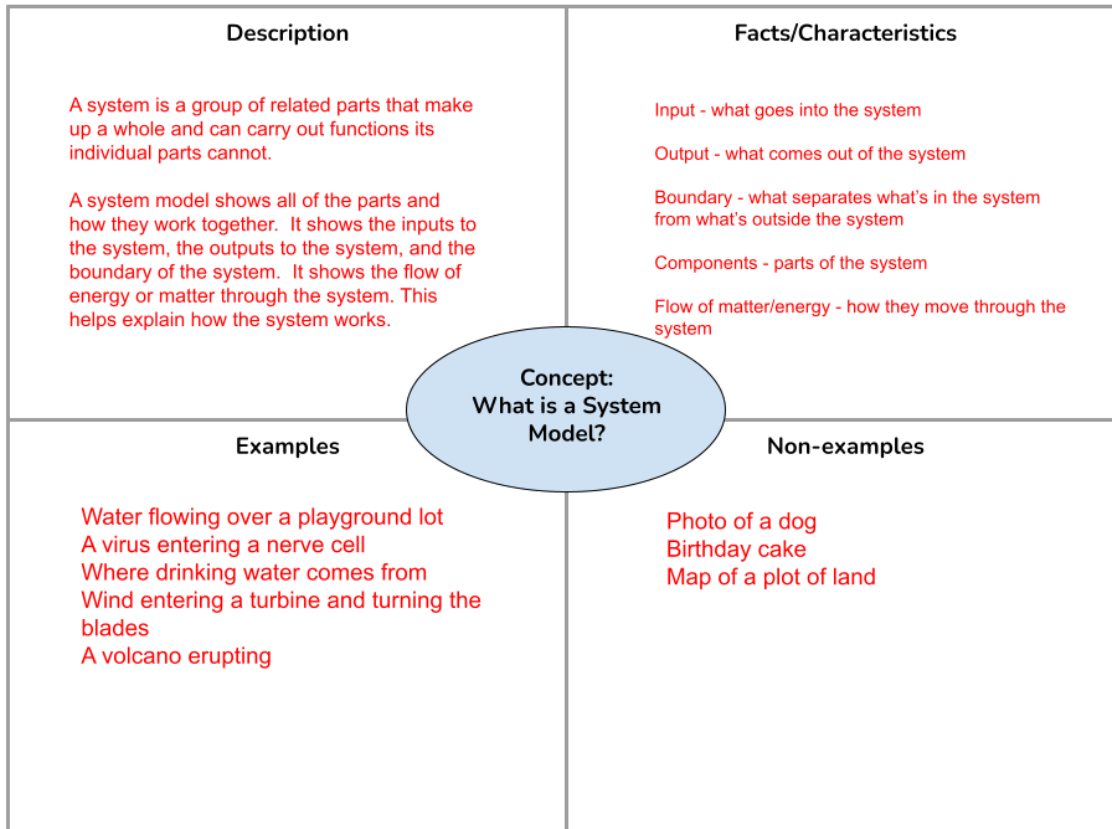 Description
A system is a group of related parts that make
up a whole and can carry out functions its
individual parts cannot.
A system model shows all of the parts and
how they work together.  It shows the inputs to
the system, the outputs to the system, and the
boundary of the system.  It shows the flow of
energy or matter through the system. This
helps explain how the system works.
Facts/Characteristics
Input - what goes into the system
Output - what comes out of the system
Boundary - what separates what’s in the system
from what’s outside the system
Components - parts of the system
Flow of matter/energy - how they move through the
system
Concept:
What is a System
Model?
Examples
Water flowing over a playground lot
A virus entering a nerve cell
Where drinking water comes from
Wind entering a turbine and turning the
blades
A volcano erupting
Non-examples
Photo of a dog
Birthday cake
Map of a plot of land